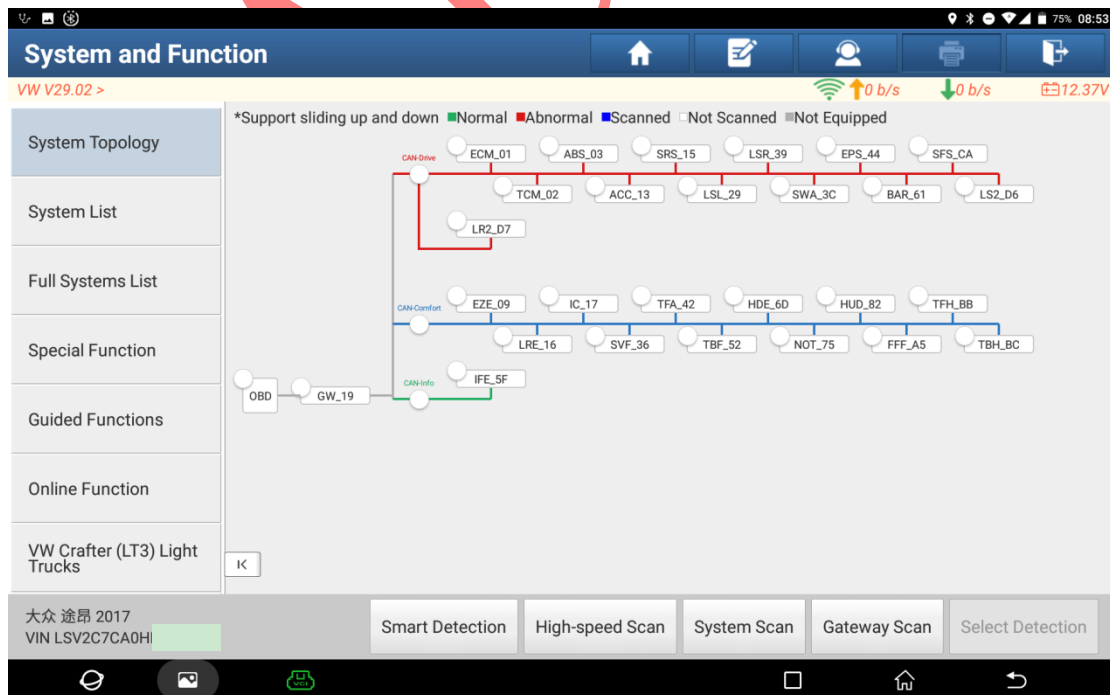 75% 08:53
System and Function
VW V29.02 >
0 b/s
0 b/s
12.37V
System Topology
System List
Full Systems List
Special Function
Guided Functions
Online Function
VW Crafter (LT3) Light
Trucks
*Support sliding up and down Normal Abnormal Scanned Not Scanned Not Equipped
CAN-Drive
ECM_01
ABS_03
SRS_15
LSR_39
EPS_44
SFS_CA
TCM_02
ACC_13
LSL_29
SWA_3C
BAR_61
LS2_D6
LR2_D7
CAN-Comfort
EZE_09
IC_17
TFA_42
HDE_6D
HUD_82
TFH_BB
LRE_16
SVF_36
TBF_52
NOT_75
FFF_A5
TBH_BC
CAN-Info
IFE_5F
OBD
GW_19
大众 途昂 2017
VIN LSV2C7CA0H
Smart Detection
High-speed Scan
System Scan
Gateway Scan
Select Detection
VCI